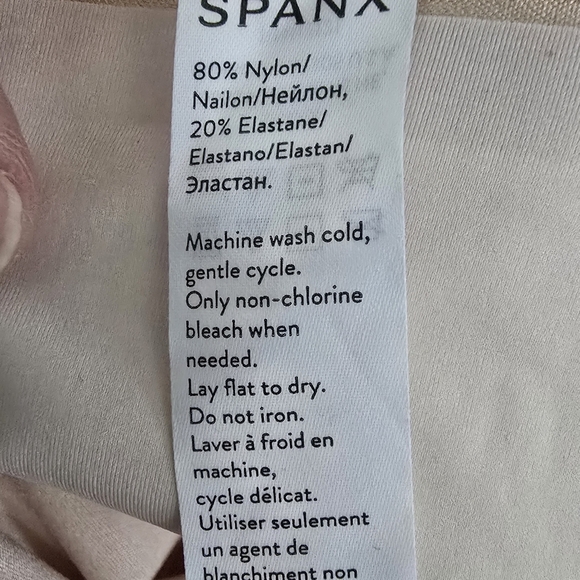 SPANX
80% Nylon/
Nailon/Нейлон,
20% Elastane/
Elastano/Elastan/
Эластан.
Machine wash cold,
gentle cycle.
Only non-chlorine
bleach when
needed.
Lay flat to dry.
Do not iron.
Laver à froid en
machine,
cycle délicat.
Utiliser seulement
un agent de
blanchiment non